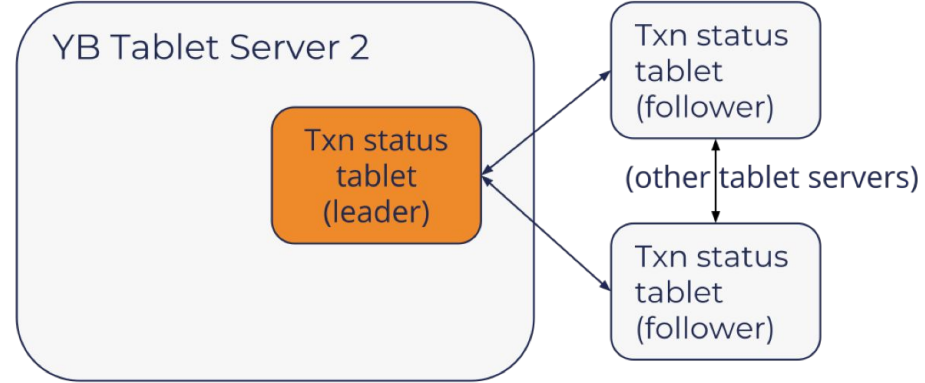 YB Tablet Server 2
Txn status
tablet
(leader)
Txn status
tablet
(follower)
(other tablet servers)
Txn status
tablet
(follower)